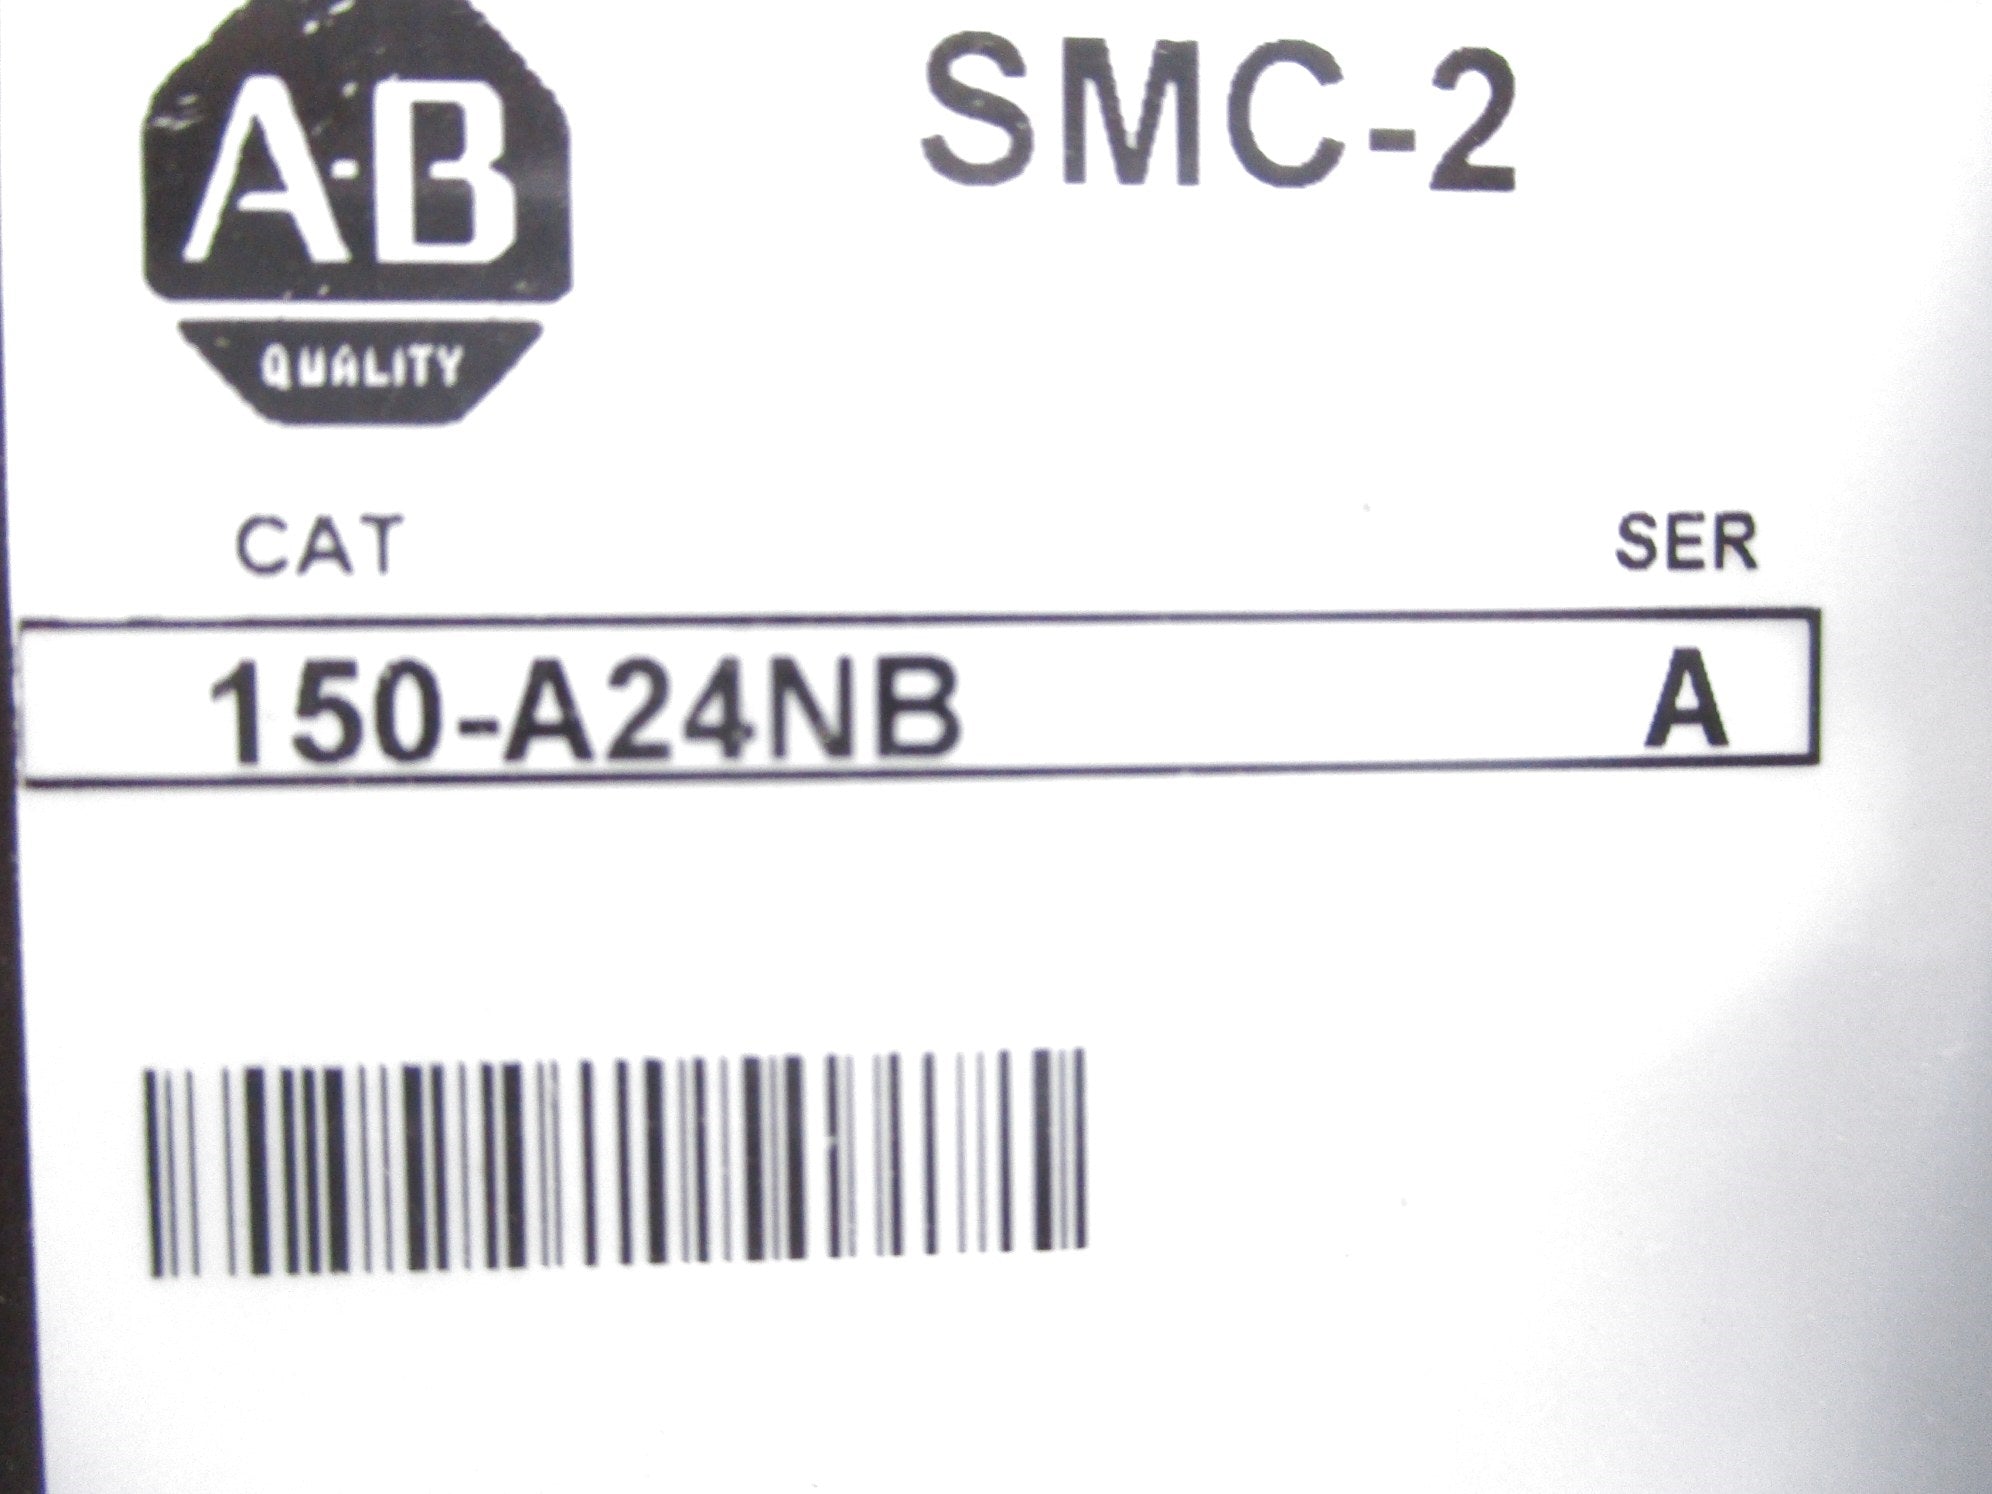 A-B
SMC-2
QUALITY
CAT SER
150-A24NB A